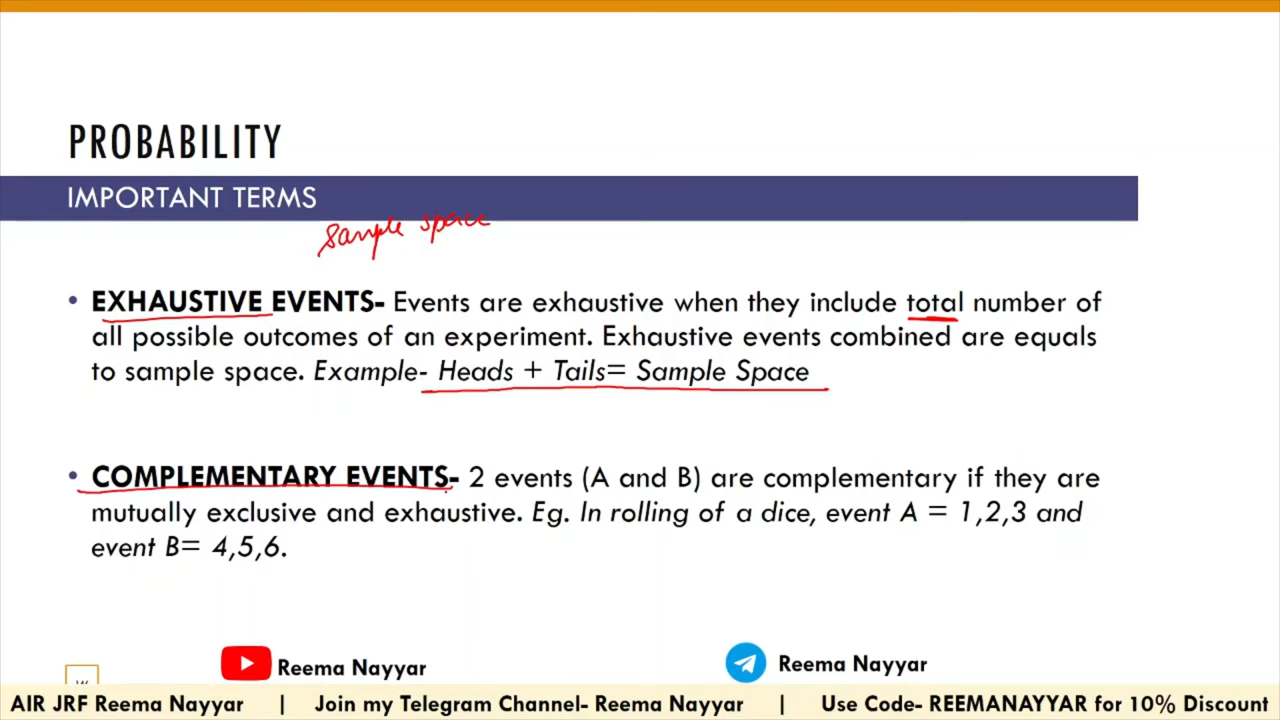 PROBABILITY
IMPORTANT TERMS
sample space
• EXHAUSTIVE EVENTS- Events are exhaustive when they include total number of
all possible outcomes of an experiment. Exhaustive events combined are equals
to sample space. Example- Heads + Tails= Sample Space
• COMPLEMENTARY EVENTS- 2 events (A and B) are complementary if they are
mutually exclusive and exhaustive. Eg. In rolling of a dice, event A = 1,2,3 and
event B= 4,5,6.
Reema Nayyar
Reema Nayyar
AIR JRF Reema Nayyar | Join my Telegram Channel- Reema Nayyar | Use Code- REEMANAYYAR for 10% Discount